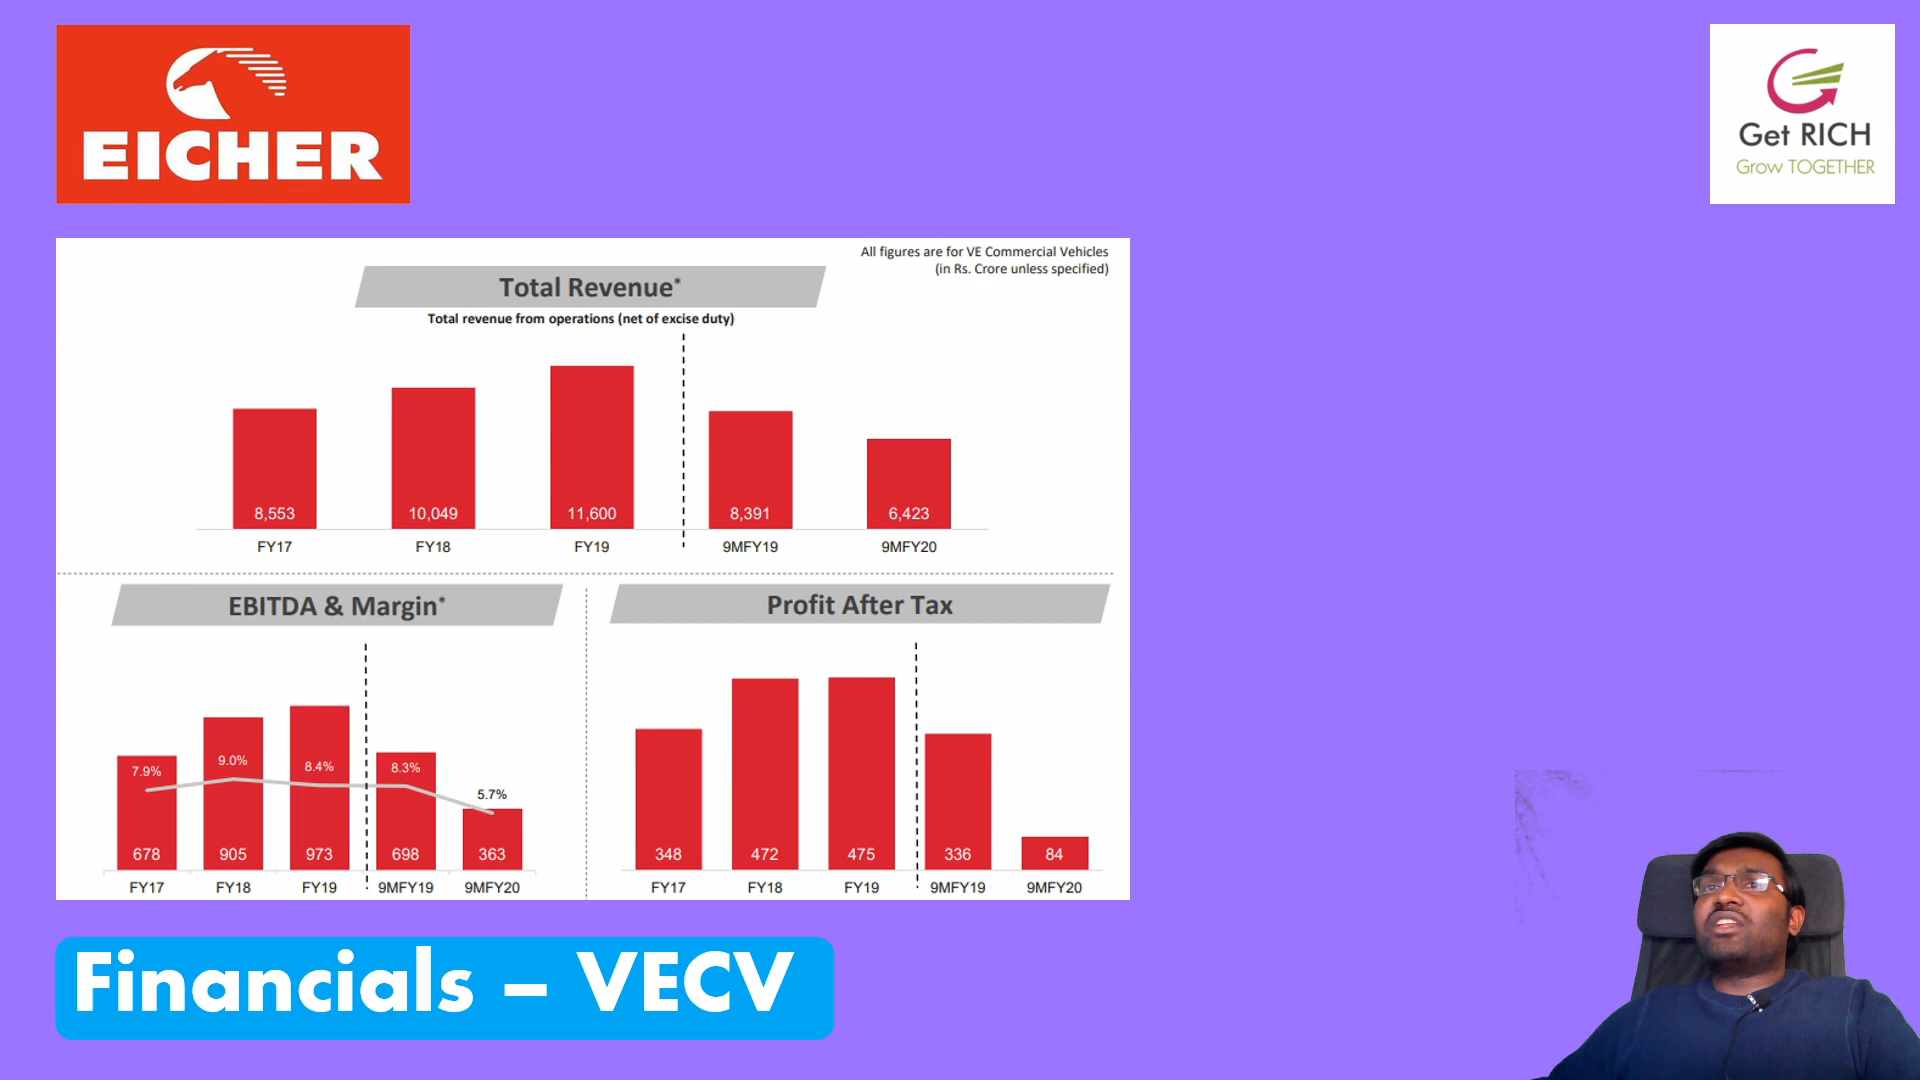 EICHER
Get RICH
Grow TOGETHER
All figures are for VE Commercial Vehicles
(in Rs. Crore unless specified)
Total Revenue*
Total revenue from operations (net of excise duty)
8,553
10,049
11,600
8,391
6,423
FY17
FY18
FY19
9MFY19
9MFY20
EBITDA & Margin*
7.9%
9.0%
8.4%
8.3%
5.7%
678
905
973
698
363
FY17
FY18
FY19
9MFY19
9MFY20
Profit After Tax
348
472
475
336
84
FY17
FY18
FY19
9MFY19
9MFY20
Financials – VECV